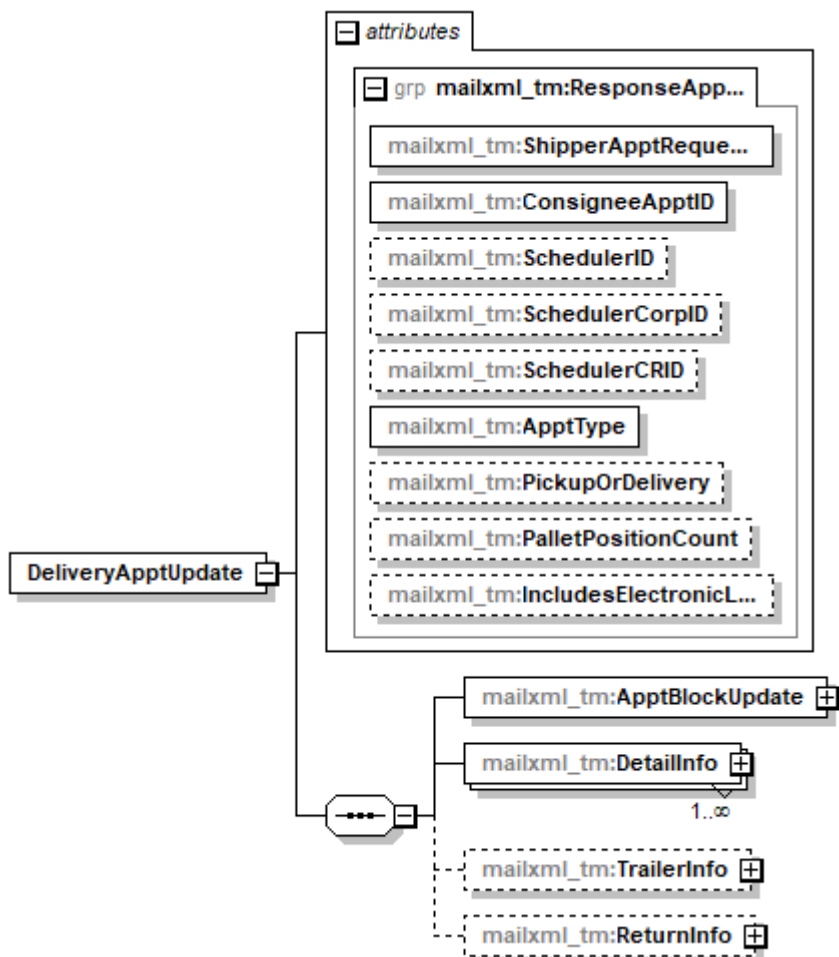 attributes
grp mailxml_tm:ResponseApp...
mailxml_tm:ShipperApptReque...
mailxml_tm:ConsigneeApptID
mailxml_tm:SchedulerID
mailxml_tm:SchedulerCorpID
mailxml_tm:SchedulerCRID
mailxml_tm:ApptType
mailxml_tm:PickupOrDelivery
mailxml_tm:PalletPositionCount
DeliveryApptUpdate
mailxml_tm:IncludesElectronicL...
mailxml_tm:ApptBlockUpdate
mailxml_tm:DetailInfo
1..∞
mailxml_tm:TrailerInfo
mailxml_tm:ReturnInfo